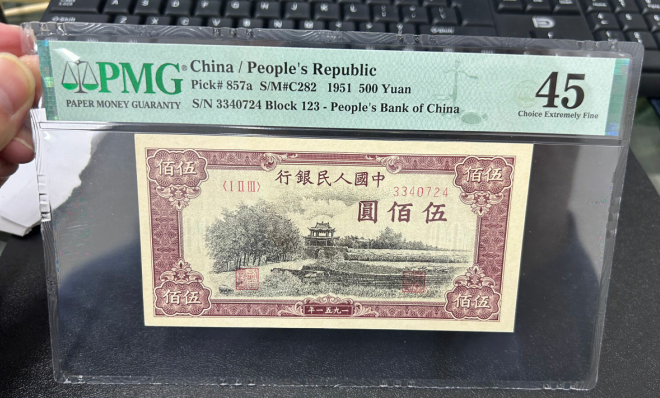 PMG®
PAPER MONEY GUARANTY
China / People's Republic
Pick# 857a S/M#C282 1951 500 Yuan
S/N 3340724 Block 123 - People's Bank of China
45
Choice Extremely Fine
伍佰
伍佰
行銀民人國中
〈I II III〉
3340724
圓佰伍
伍佰
伍佰
年一五九一